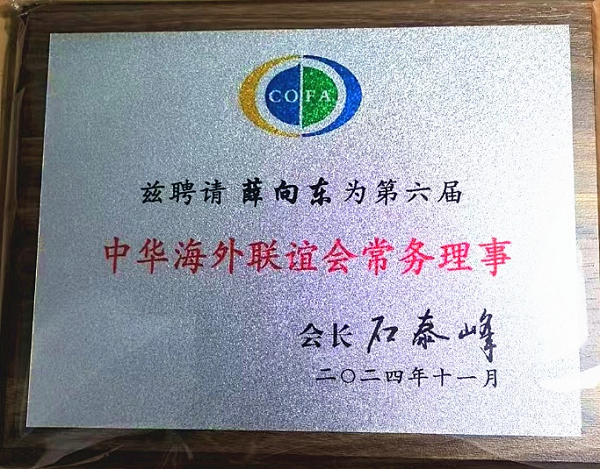 COFA
兹聘请 薛向东 为第六届
中华海外联谊会常务理事
会长 石泰峰
二〇二四年十一月